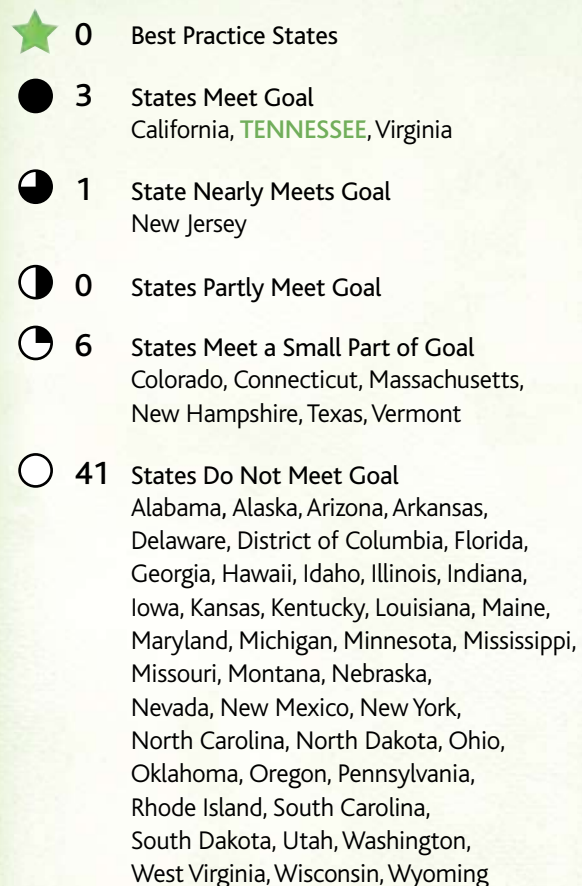 0 Best Practice States
3 States Meet Goal
California, TENNESSEE, Virginia
1 State Nearly Meets Goal
New Jersey
0 States Partly Meet Goal
6 States Meet a Small Part of Goal
Colorado, Connecticut, Massachusetts,
New Hampshire, Texas, Vermont
41 States Do Not Meet Goal
Alabama, Alaska, Arizona, Arkansas,
Delaware, District of Columbia, Florida,
Georgia, Hawaii, Idaho, Illinois, Indiana,
Iowa, Kansas, Kentucky, Louisiana, Maine,
Maryland, Michigan, Minnesota, Mississippi,
Missouri, Montana, Nebraska,
Nevada, New Mexico, New York,
North Carolina, North Dakota, Ohio,
Oklahoma, Oregon, Pennsylvania,
Rhode Island, South Carolina,
South Dakota, Utah, Washington,
West Virginia, Wisconsin, Wyoming